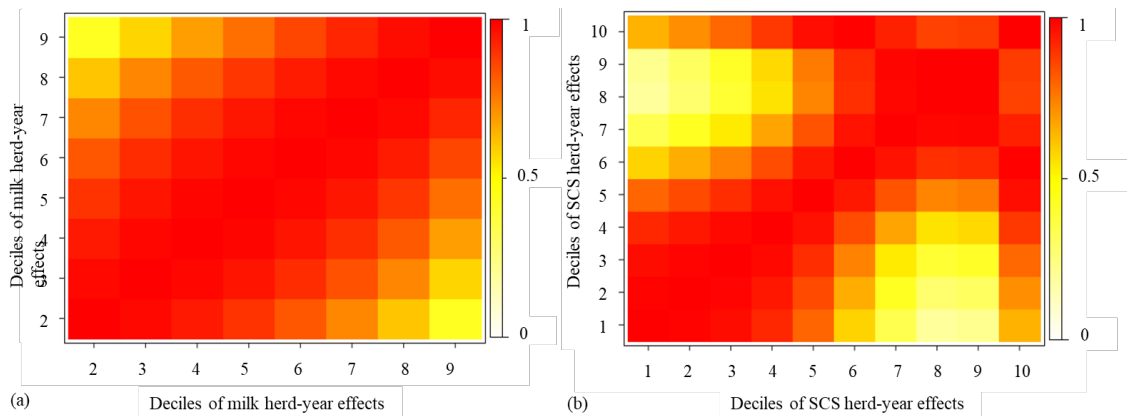 9
8
7
6
5
4
3
2
Deciles of milk herd-year
effects
2 3 4 5 6 7 8 9
Deciles of milk herd-year effects
(a)
1
0.5
0
10
9
8
7
6
5
4
3
2
1
Deciles of SCS herd-year effects
1 2 3 4 5 6 7 8 9 10
Deciles of SCS herd-year effects
(b)
1
0.5
0